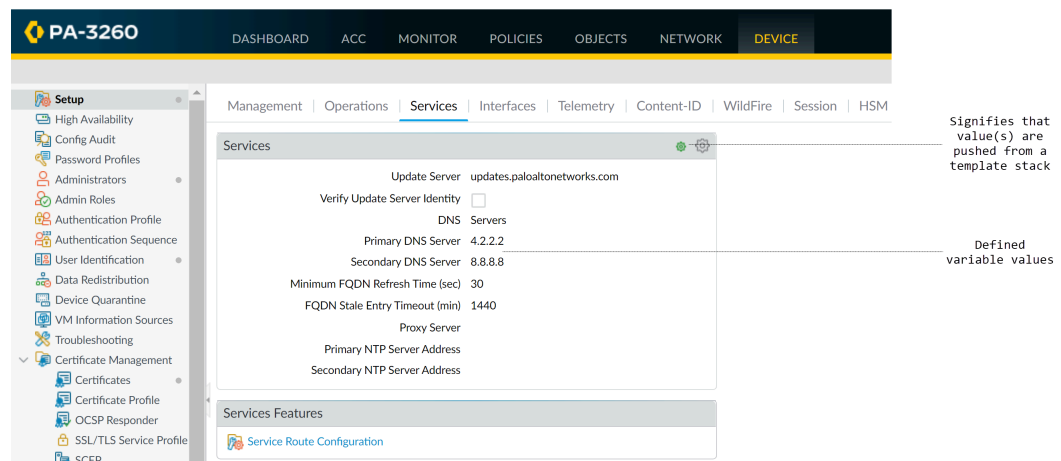 PA-3260
DASHBOARD ACC MONITOR POLICIES OBJECTS NETWORK DEVICE
Setup
High Availability
Config Audit
Password Profiles
Administrators
Admin Roles
Authentication Profile
Authentication Sequence
User Identification
Data Redistribution
Device Quarantine
VM Information Sources
Troubleshooting
Certificate Management
Certificates
Certificate Profile
OCSP Responder
SSL/TLS Service Profile
SCEP
Management Operations Services Interfaces Telemetry Content-ID WildFire Session HSM
Services
Update Server updates.paloaltonetworks.com
Verify Update Server Identity
DNS Servers
Primary DNS Server 4.2.2.2
Secondary DNS Server 8.8.8.8
Minimum FQDN Refresh Time (sec) 30
FQDN Stale Entry Timeout (min) 1440
Proxy Server
Primary NTP Server Address
Secondary NTP Server Address
Services Features
Service Route Configuration
Signifies that
value(s) are
pushed from a
template stack
Defined
variable values